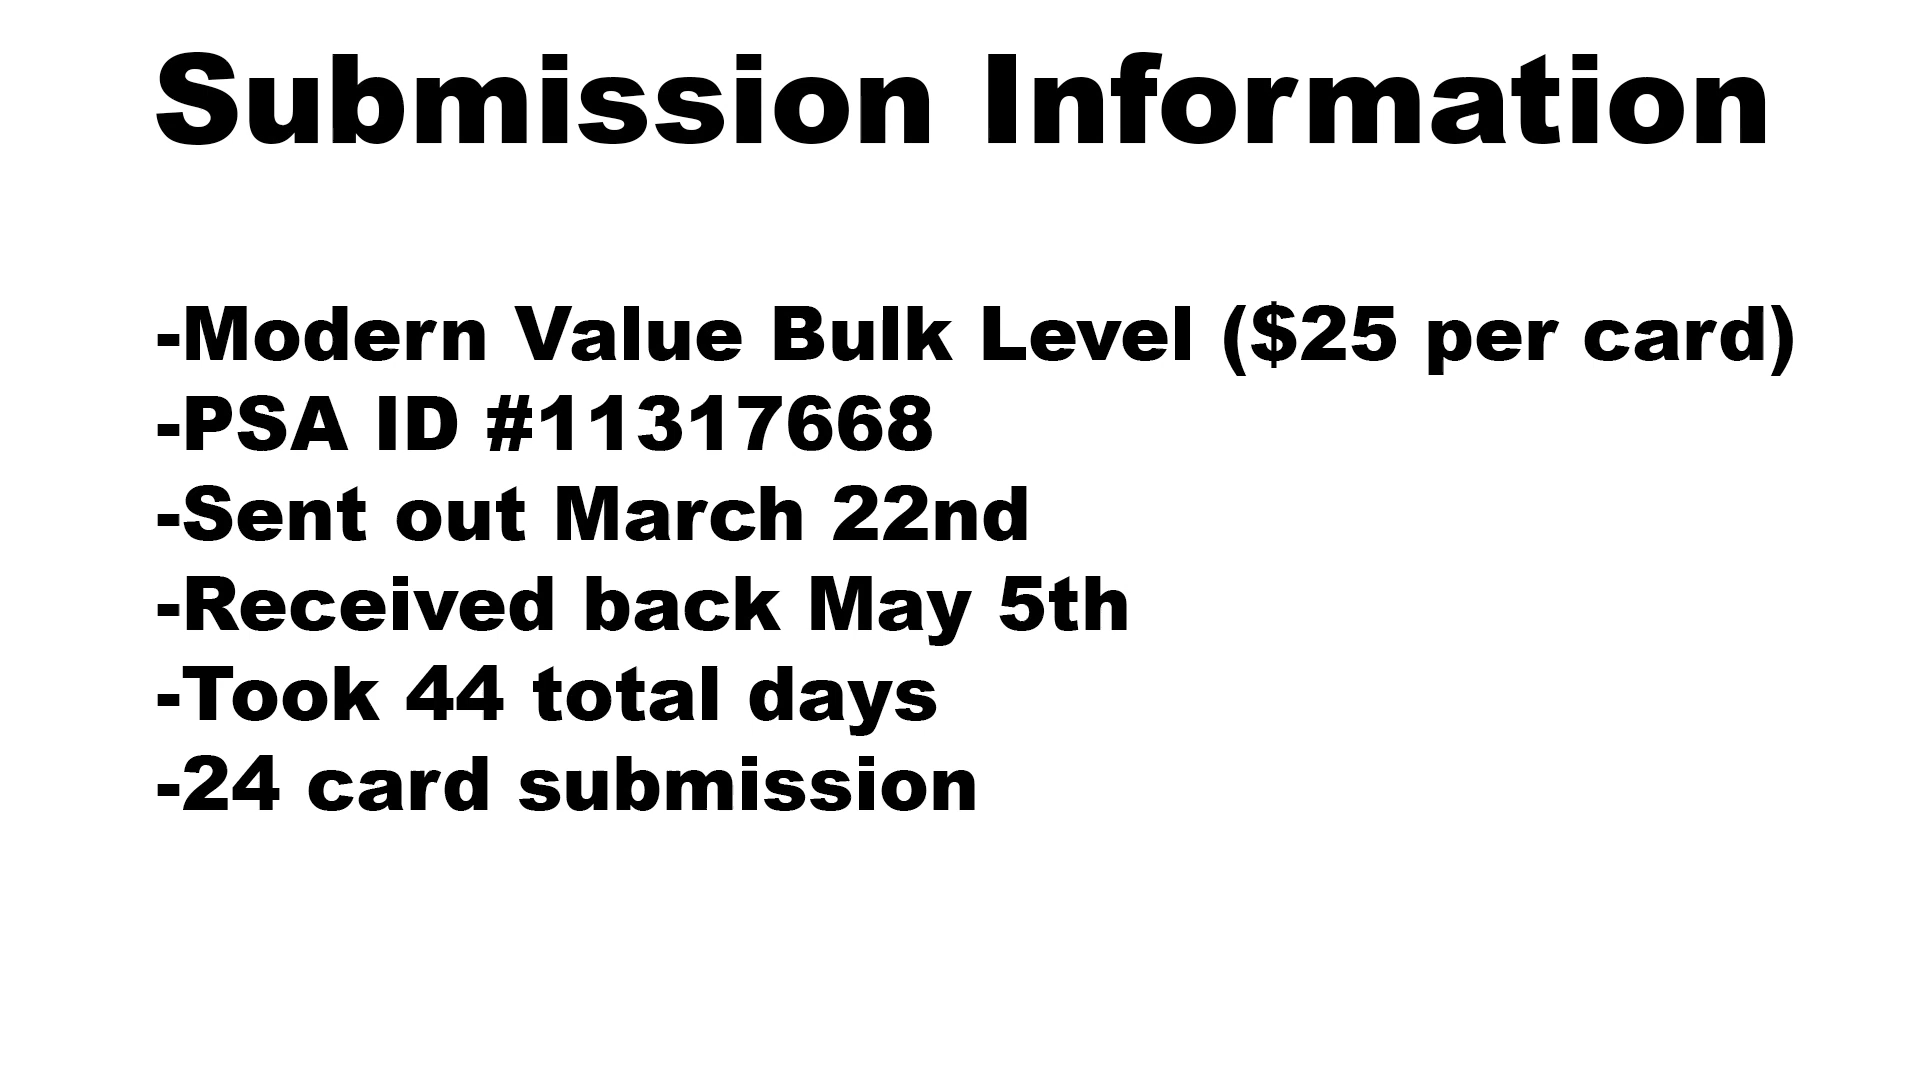 Submission Information
-Modern Value Bulk Level ($25 per card)
-PSA ID #11317668
-Sent out March 22nd
-Received back May 5th
-Took 44 total days
-24 card submission